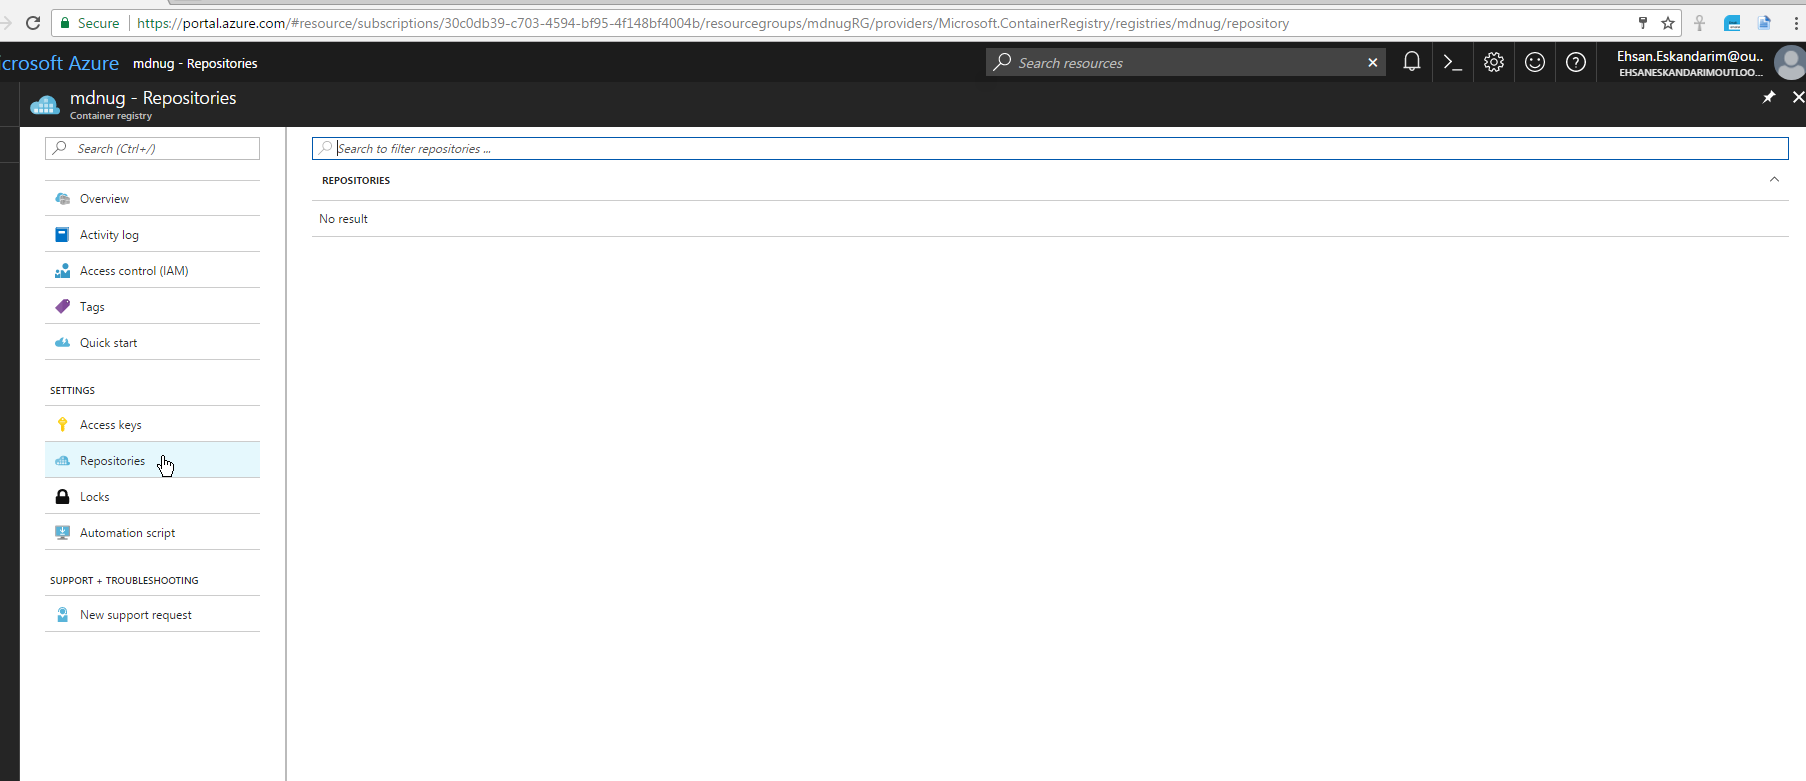 Secure https://portal.azure.com/#resource/subscriptions/30c0db39-c703-4594-bf95-4f148bf4004b/resourcegroups/mdnugRG/providers/Microsoft.ContainerRegistry/registries/mdnug/repository
icrosoft Azure mdnug - Repositories Search resources Ehsan.Eskandarim@ou..
EHSANESKANDARIMOUTLOO...
mdnug - Repositories
Container registry
Search (Ctrl+/)
Search to filter repositories ...
REPOSITORIES
No result
Overview
Activity log
Access control (IAM)
Tags
Quick start
SETTINGS
Access keys
Repositories
Locks
Automation script
SUPPORT + TROUBLESHOOTING
New support request